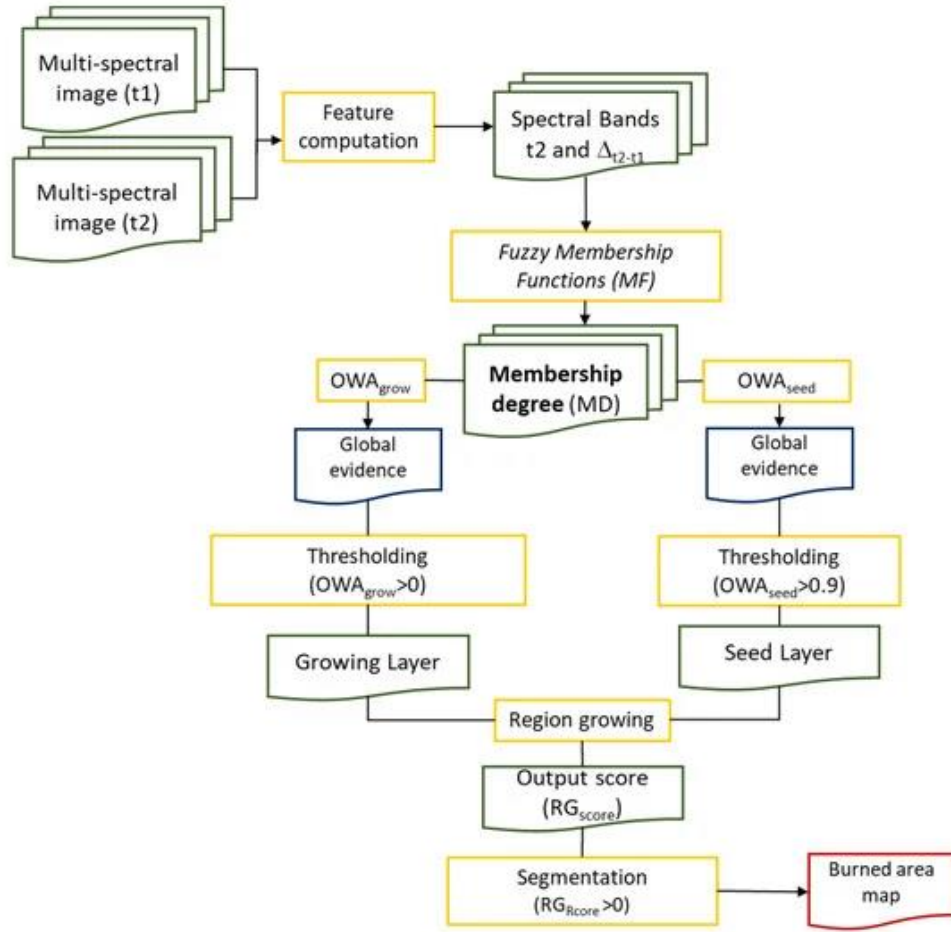 Multi-spectral
image (t1)
Multi-spectral
image (t2)
Feature
computation
Spectral Bands
t2 and Δt2-t1
Fuzzy Membership
Functions (MF)
Membership
degree (MD)
OWAgrow
OWAseed
Global
evidence
Global
evidence
Thresholding
(OWAgrow>0)
Thresholding
(OWAseed>0.9)
Growing Layer
Seed Layer
Region growing
Output score
(RGscore)
Segmentation
(RGRcore>0)
Burned area
map